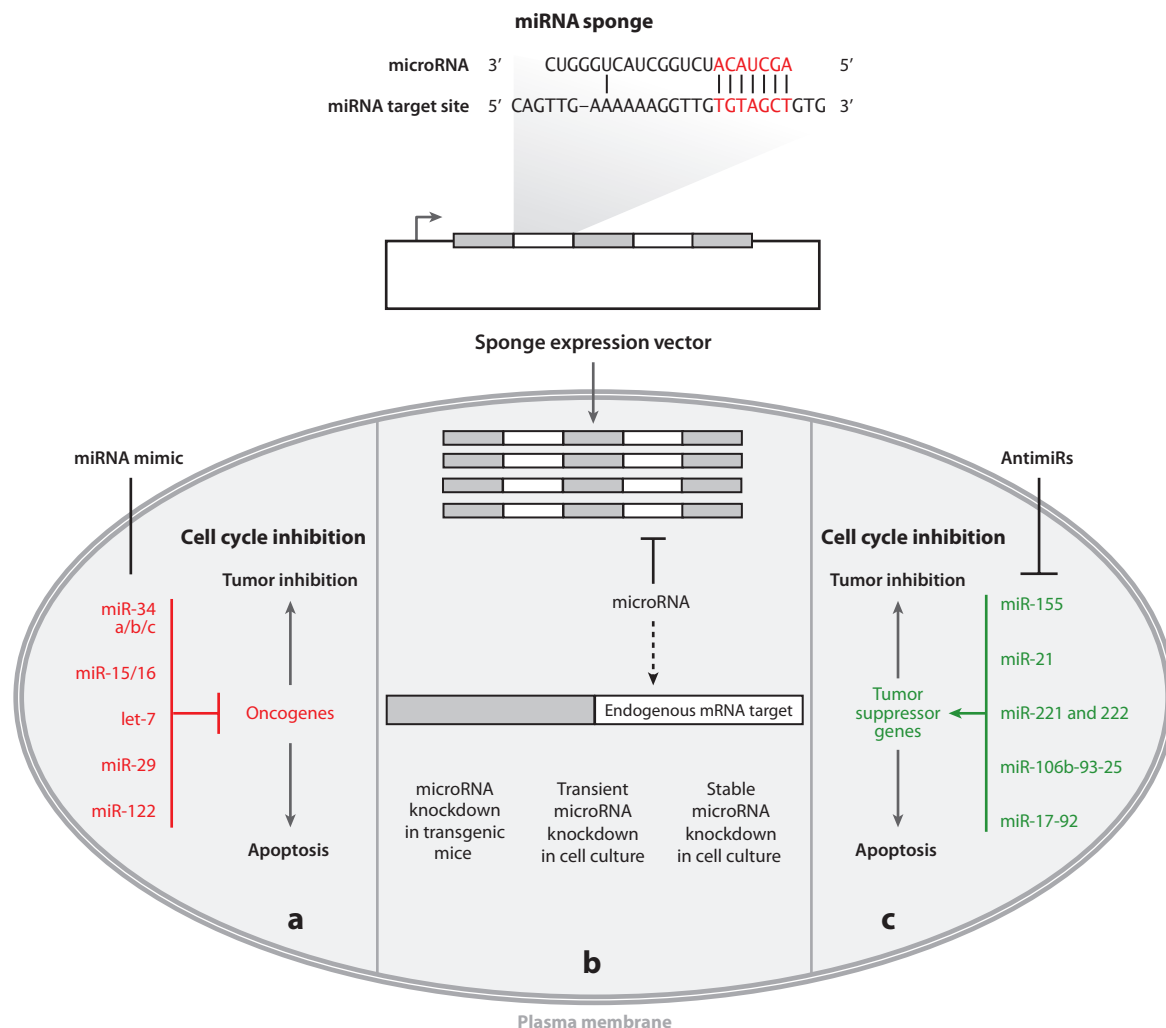 miRNA sponge
microRNA 3’ CUGGGUCAUCGGUCUACAUCGA 5’
miRNA target site 5’ CAGTTG–AAAAAAGGTTGTGTAGCTGTG 3’
Sponge expression vector
miRNA mimic
Cell cycle inhibition
Tumor inhibition
miR-34
a/b/c
miR-15/16
let-7
miR-29
miR-122
Oncogenes
Apoptosis
a
microRNA
Endogenous mRNA target
microRNA
knockdown
in transgenic
mice
Transient
microRNA
knockdown
in cell culture
Stable
microRNA
knockdown
in cell culture
b
AntimiRs
Cell cycle inhibition
Tumor inhibition
miR-155
miR-21
miR-221 and 222
miR-106b-93-25
miR-17-92
Tumor
suppressor
genes
Apoptosis
c
Plasma membrane